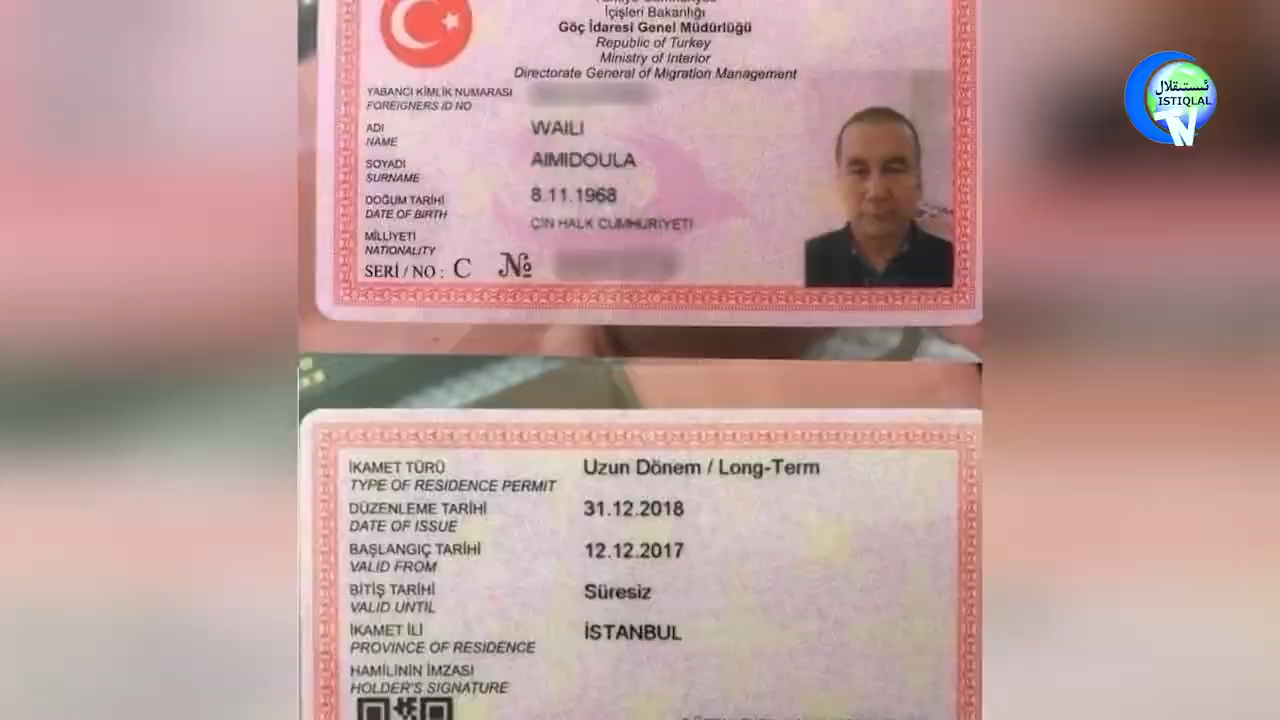 İçişleri Bakanlığı
Göç İdaresi Genel Müdürlüğü
Republic of Turkey
Ministry of Interior
Directorate General of Migration Management
YABANCI KİMLİK NUMARASI
FOREIGNERS ID NO
ADI
NAME
WAILI
SOYADI
SURNAME
AIMIDOULA
DOĞUM TARİHİ
DATE OF BIRTH
8.11.1968
MİLLİYETİ
NATIONALITY
ÇİN HALK CUMHURİYETİ
SERİ / NO : C №
ئىستىقلال
ISTIQLAL
TV
İKAMET TÜRÜ
TYPE OF RESIDENCE PERMIT
Uzun Dönem / Long-Term
DÜZENLEME TARİHİ
DATE OF ISSUE
31.12.2018
BAŞLANGIÇ TARİHİ
VALID FROM
12.12.2017
BİTİŞ TARİHİ
VALID UNTIL
Süresiz
İKAMET İLİ
PROVINCE OF RESIDENCE
İSTANBUL
HAMİLİNİN İMZASI
HOLDER'S SIGNATURE